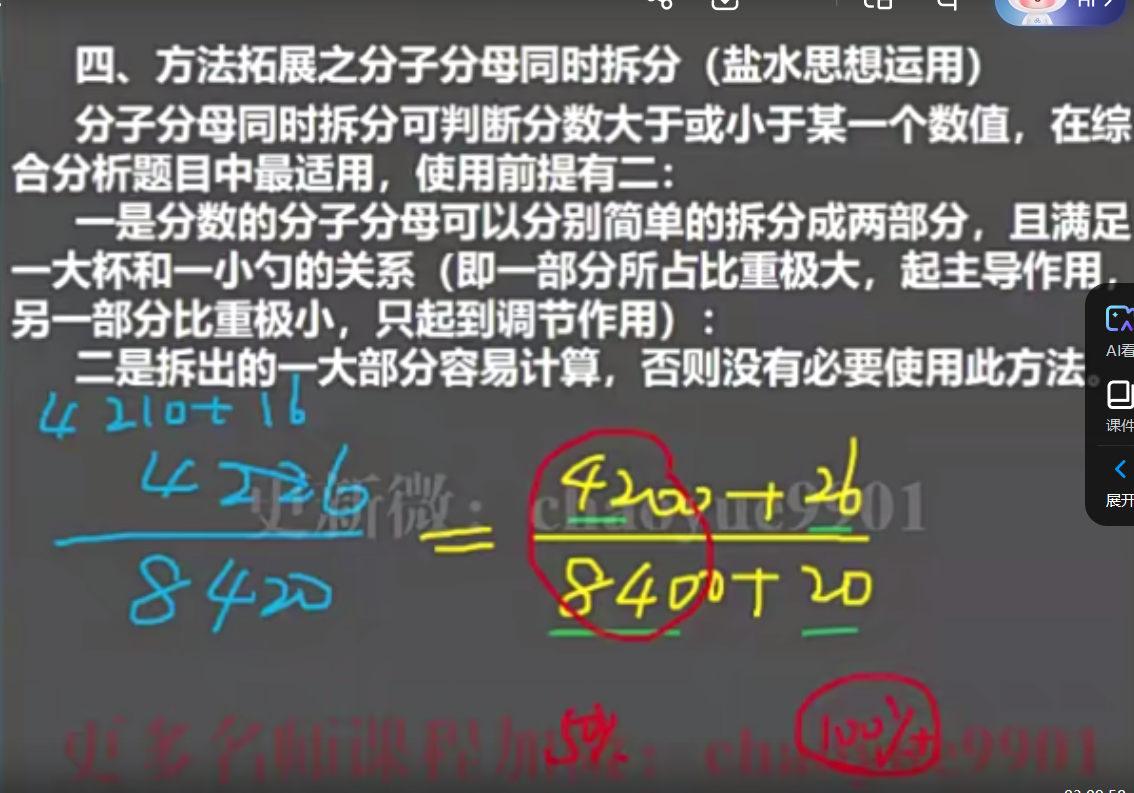 四、方法拓展之分子分母同时拆分（盐水思想运用）
分子分母同时拆分可判断分数大于或小于某一个数值，在综
合分析题目中最适用，使用前提有二：
一是分数的分子分母可以分别简单的拆分成两部分，且满足
一大杯和一小勺的关系（即一部分所占比重极大，起主导作用，
另一部分比重极小，只起到调节作用）：
二是拆出的一大部分容易计算，否则没有必要使用此方法。
AI看
课件
展开
4210+16
4226
8420
=
4200+26
8400+20
更新微：chaoyue9901
50%
100%+
更多名师课程加微：chaoyue9901